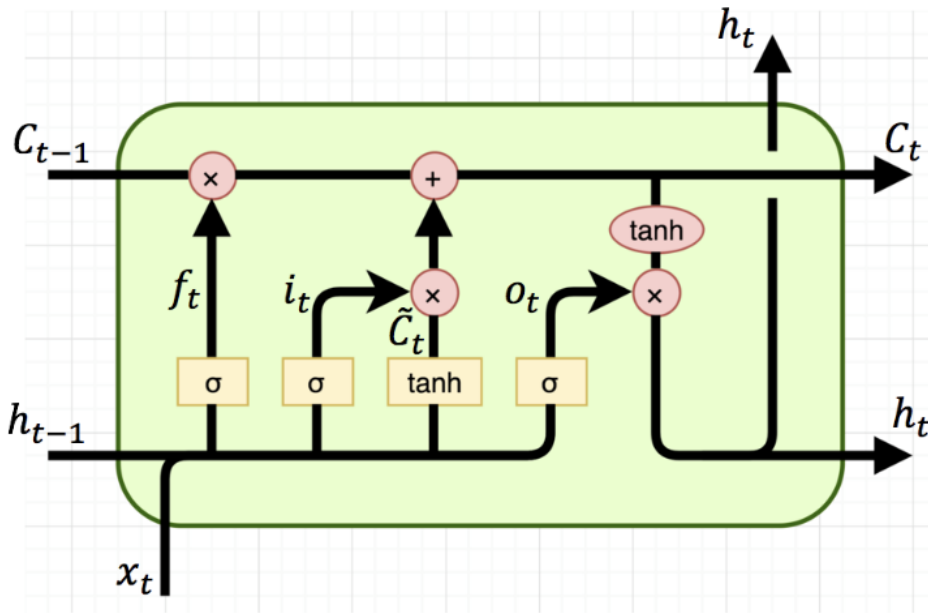 h_t
C_{t-1}
C_t
×
+
tanh
f_t
i_t
×
o_t
×
C̃_t
σ
σ
tanh
σ
h_{t-1}
h_t
x_t